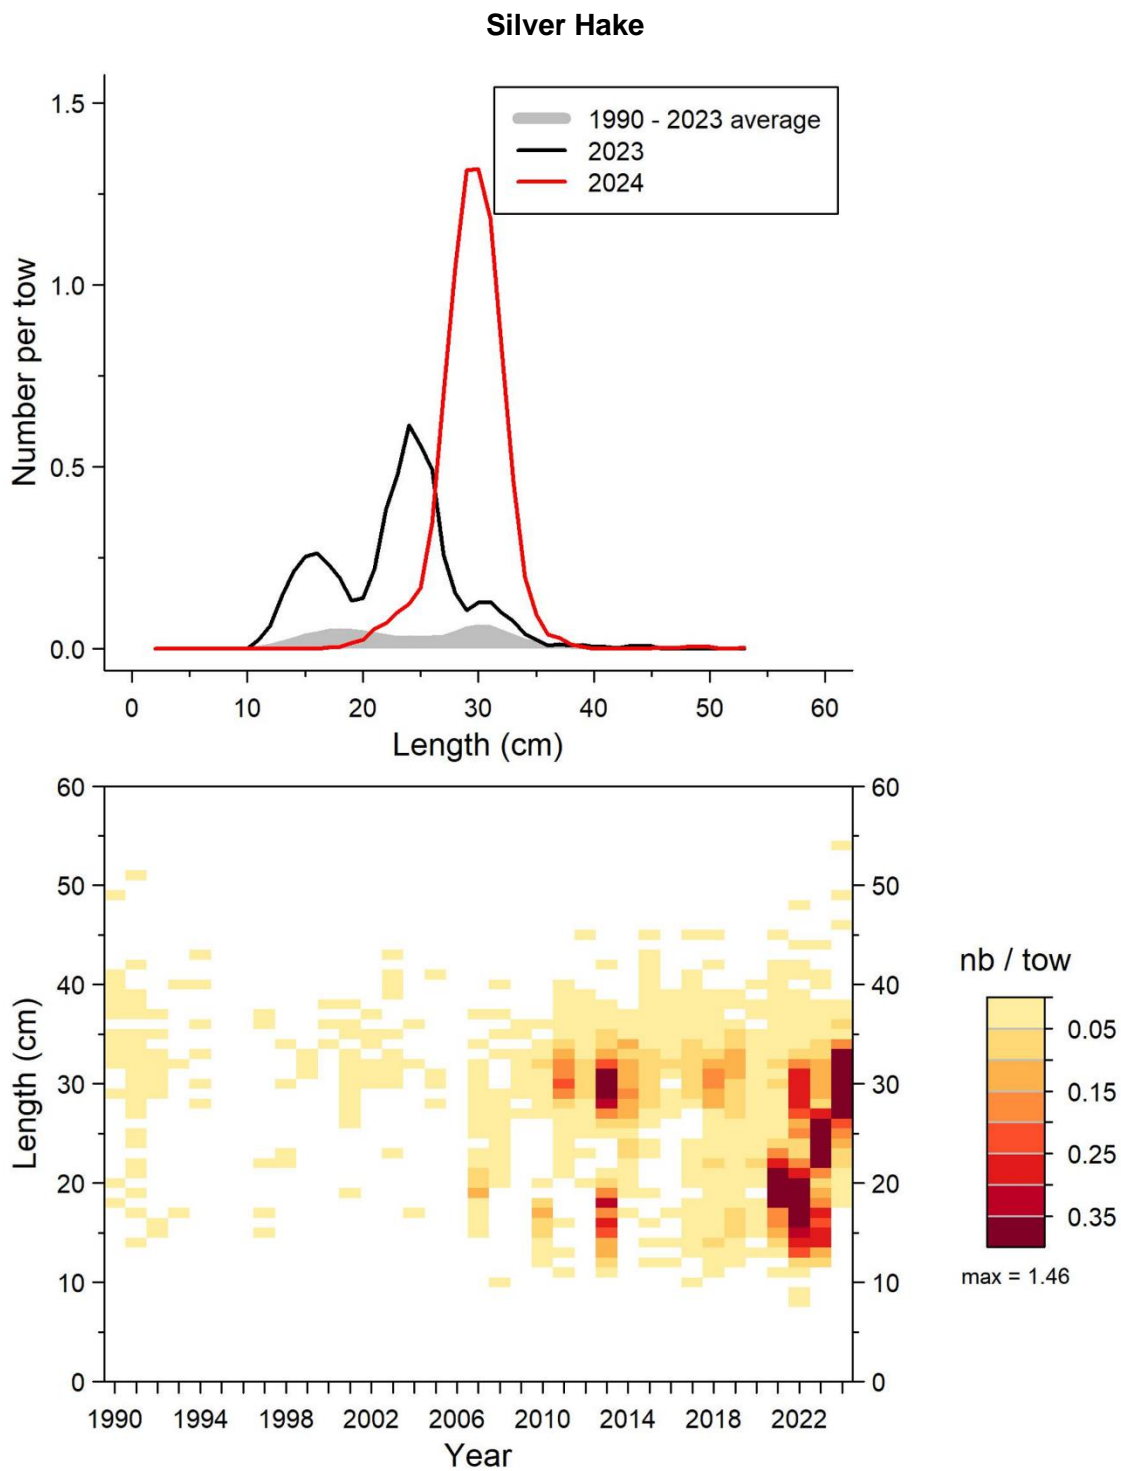 Silver Hake
1.5
1.0
0.5
0.0
Number per tow
1990 - 2023 average
2023
2024
0 10 20 30 40 50 60
Length (cm)
60 60
50 50
40 40
30 30
20 20
10 10
0 0
Length (cm)
1990 1994 1998 2002 2006 2010 2014 2018 2022
Year
nb / tow
0.05
0.15
0.25
0.35
max = 1.46